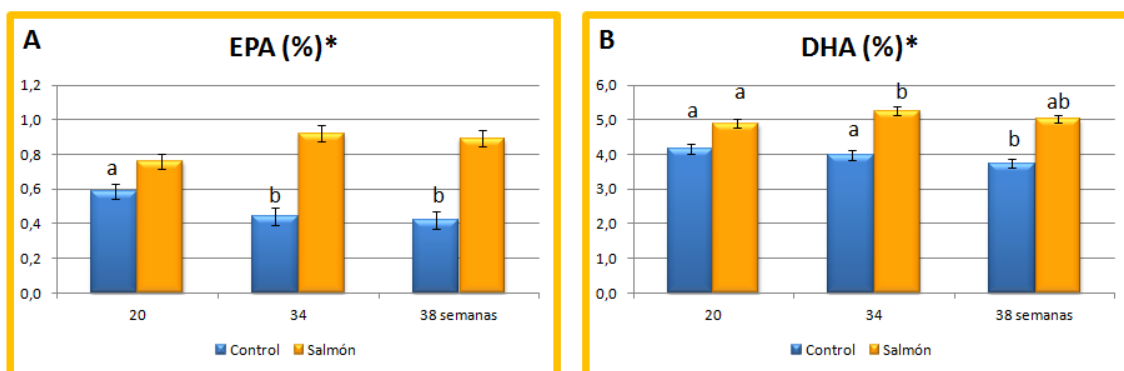 A
EPA (%)*
1,2
1,0
0,8
0,6
0,4
0,2
0,0
a
b
b
20
34
38 semanas
Control
Salmón
B
DHA (%)*
6,0
5,0
4,0
3,0
2,0
1,0
0,0
a
a
a
b
b
ab
20
34
38 semanas
Control
Salmón